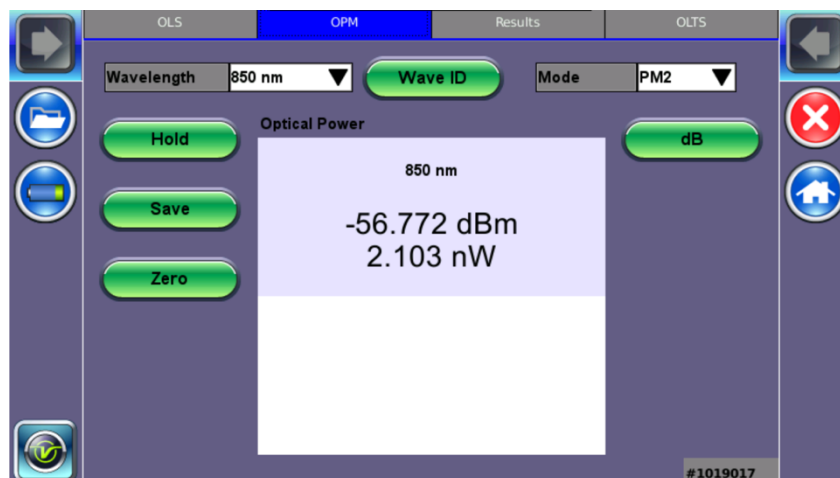 OLS OPM Results OLTS
Wavelength 850 nm Wave ID Mode PM2
Optical Power
Hold dB
850 nm
Save
-56.772 dBm
2.103 nW
Zero
#1019017